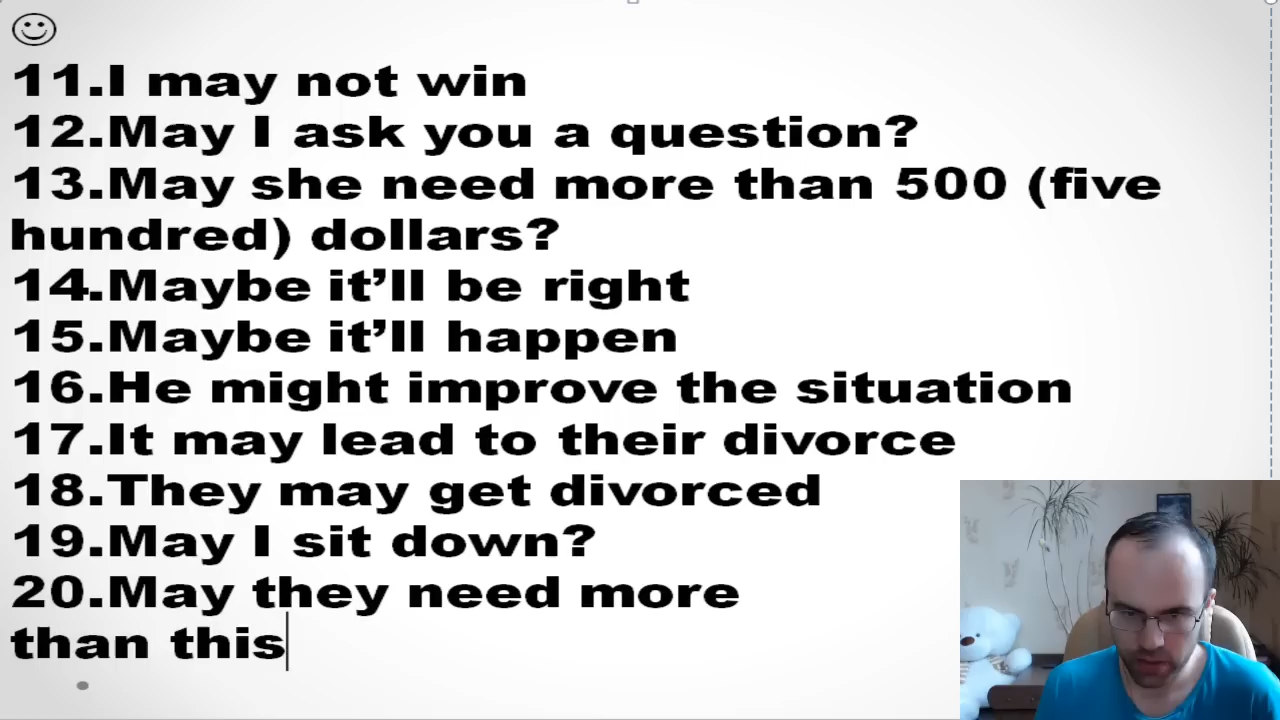 11.I may not win
12.May I ask you a question?
13.May she need more than 500 (five
hundred) dollars?
14.Maybe it’ll be right
15.Maybe it’ll happen
16.He might improve the situation
17.It may lead to their divorce
18.They may get divorced
19.May I sit down?
20.May they need more
than this